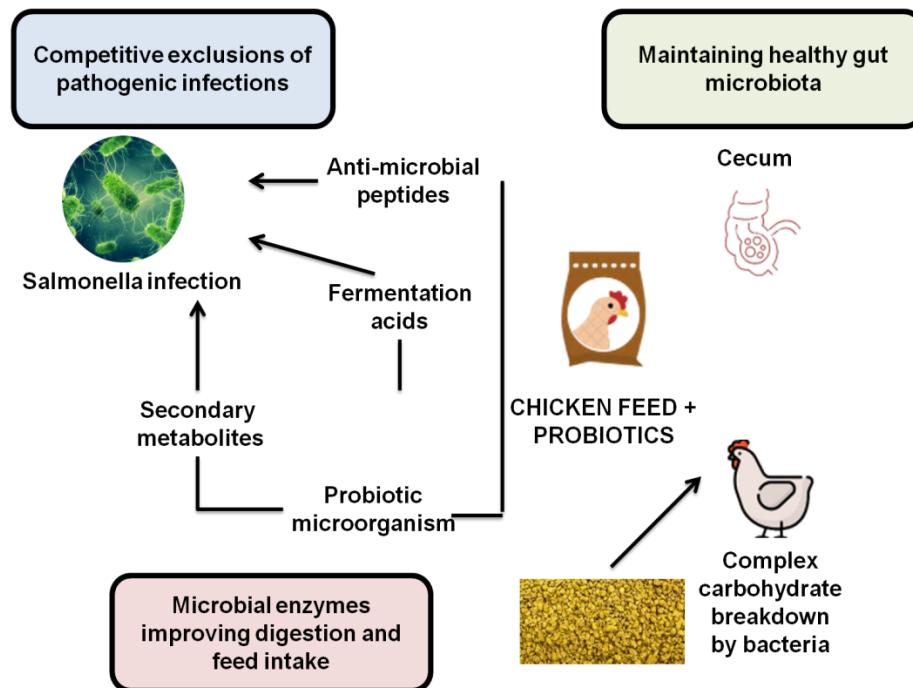 Competitive exclusions of
pathogenic infections
Maintaining healthy gut
microbiota
Anti-microbial
peptides
Cecum
Salmonella infection
Fermentation
acids
Secondary
metabolites
CHICKEN FEED +
PROBIOTICS
Probiotic
microorganism
Complex
carbohydrate
breakdown
by bacteria
Microbial enzymes
improving digestion and
feed intake